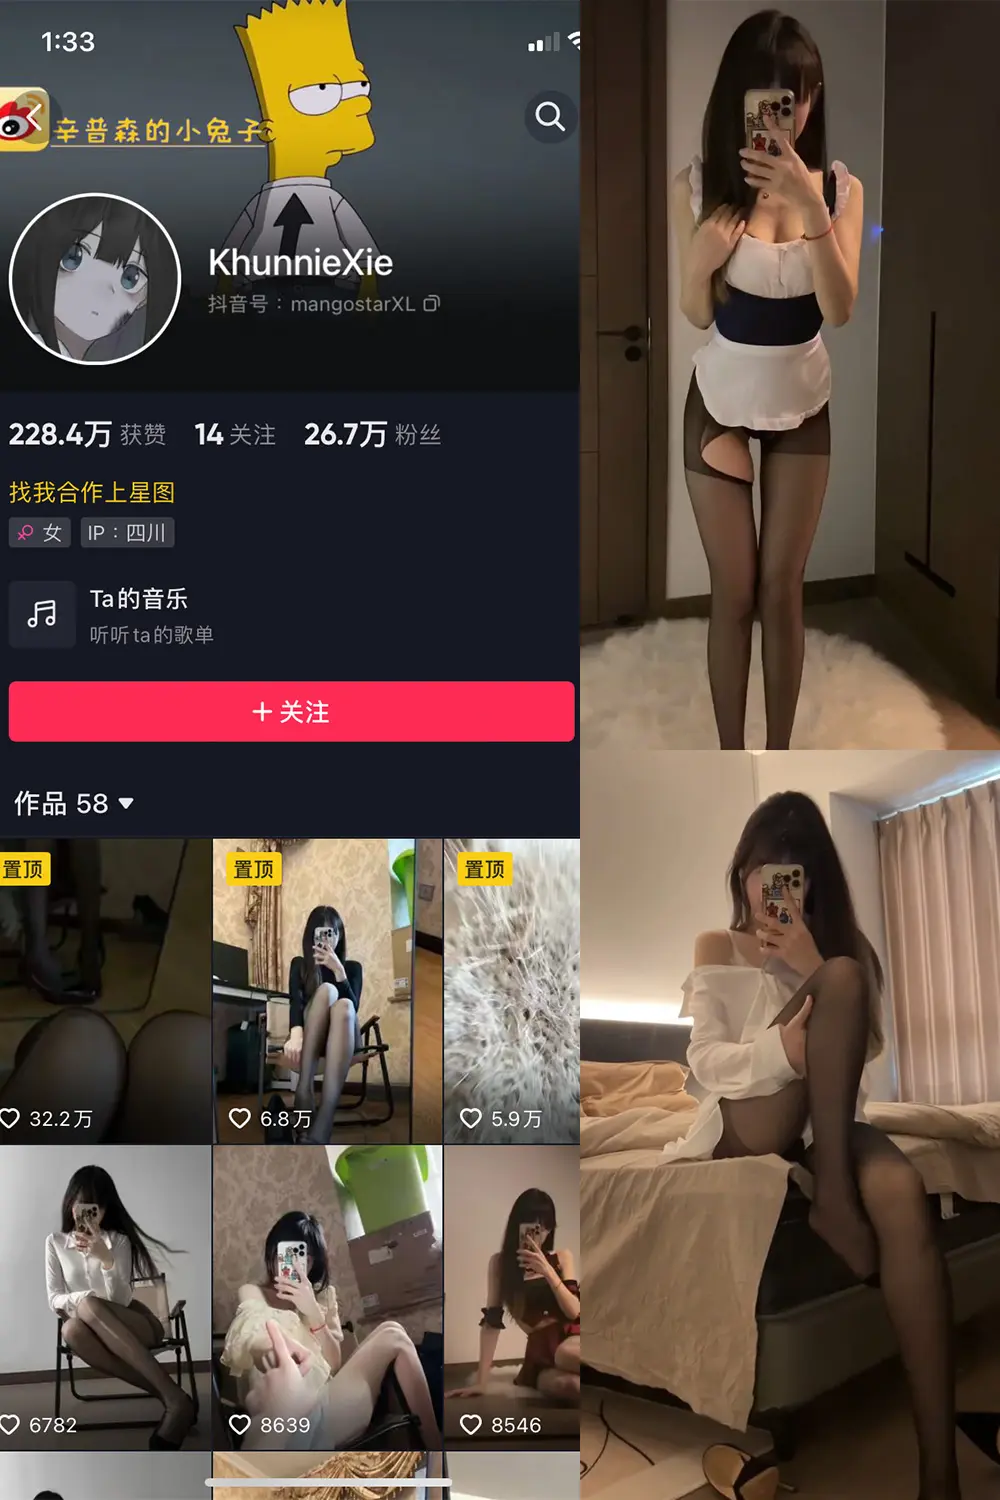 1:33
辛普森的小兔子
KhunnieXie
抖音号：mangostarXL
228.4万 获赞 14 关注 26.7万 粉丝
找我合作上星图
女 IP：四川
Ta的音乐
听听ta的歌单
+ 关注
作品 58
置顶 置顶 置顶
32.2万 6.8万 5.9万
6782 8639 8546